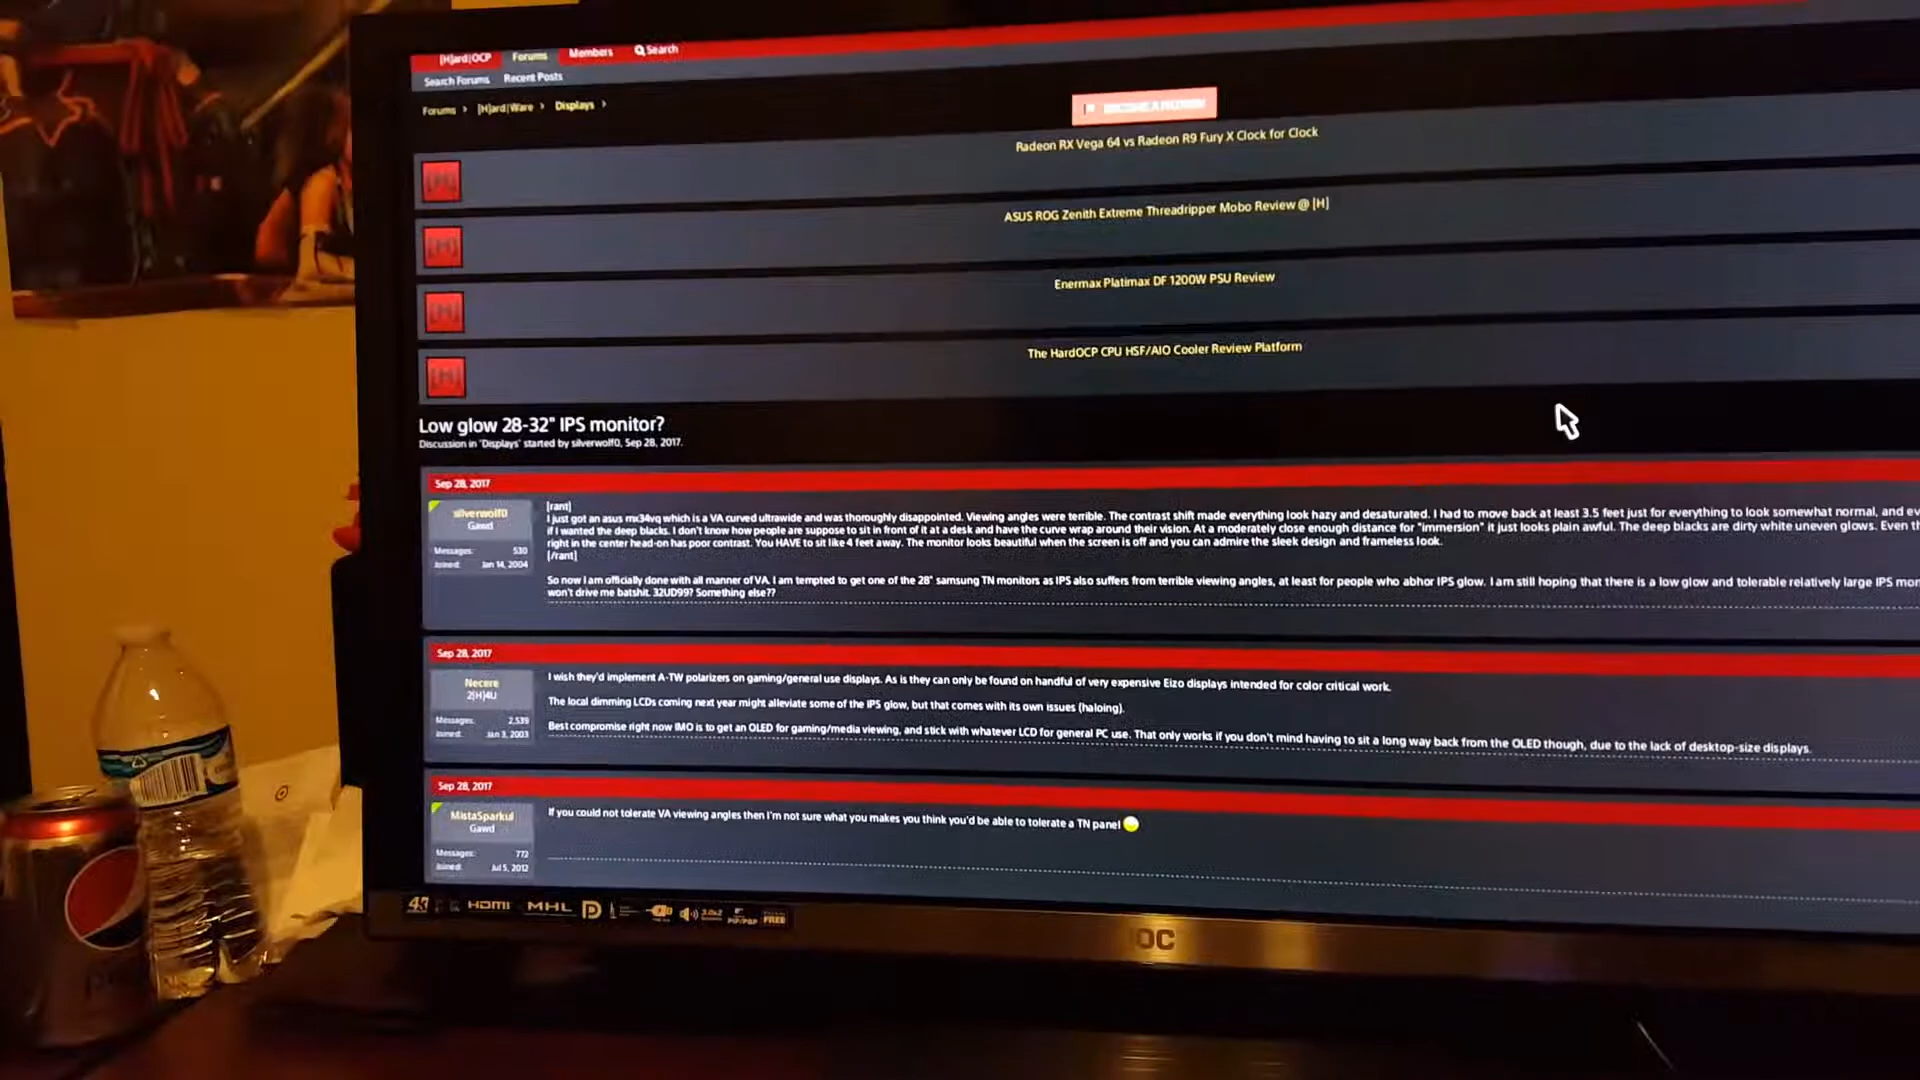 [H]ard|OCP Forums Members Search
Search Forums Recent Posts
Forums > [H]ard|Ware > Displays >
BECOME A PATRON
Radeon RX Vega 64 vs Radeon R9 Fury X Clock for Clock
[H]
ASUS ROG Zenith Extreme Threadripper Mobo Review @ [H]
[H]
Enermax Platimax DF 1200W PSU Review
[H]
The HardOCP CPU HSF/AIO Cooler Review Platform
[H]
Low glow 28-32" IPS monitor?
Discussion in 'Displays' started by silverwolf0, Sep 28, 2017.
Sep 28, 2017
silverwolf0
Gawd
Messages: 530
Joined: Jan 14, 2004
[rant]
I just got an asus mx34vq which is a VA curved ultrawide and was thoroughly disappointed. Viewing angles were terrible. The contrast shift made everything look hazy and desaturated. I had to move back at least 3.5 feet just for everything to look somewhat normal, and ev
if I wanted the deep blacks. I don't know how people are suppose to sit in front of it at a desk and have the curve wrap around their vision. At a moderately close enough distance for "immersion" it just looks plain awful. The deep blacks are dirty white uneven glows. Even th
right in the center head-on has poor contrast. You HAVE to sit like 4 feet away. The monitor looks beautiful when the screen is off and you can admire the sleek design and frameless look.
[/rant]
So now I am officially done with all manner of VA. I am tempted to get one of the 28" samsung TN monitors as IPS also suffers from terrible viewing angles, at least for people who abhor IPS glow. I am still hoping that there is a low glow and tolerable relatively large IPS mon
won't drive me batshit. 32UD99? Something else??
Sep 28, 2017
Necere
2[H]4U
Messages: 2,539
Joined: Jan 3, 2003
I wish they'd implement A-TW polarizers on gaming/general use displays. As is they can only be found on handful of very expensive Eizo displays intended for color critical work.
The local dimming LCDs coming next year might alleviate some of the IPS glow, but that comes with its own issues (haloing).
Best compromise right now IMO is to get an OLED for gaming/media viewing, and stick with whatever LCD for general PC use. That only works if you don't mind having to sit a long way back from the OLED though, due to the lack of desktop-size displays.
Sep 28, 2017
MistaSparkul
Gawd
Messages: 772
Joined: Jul 5, 2012
If you could not tolerate VA viewing angles then I'm not sure what you makes you think you'd be able to tolerate a TN panel
4K HDMI MHL PIP/PBP FREE
OC